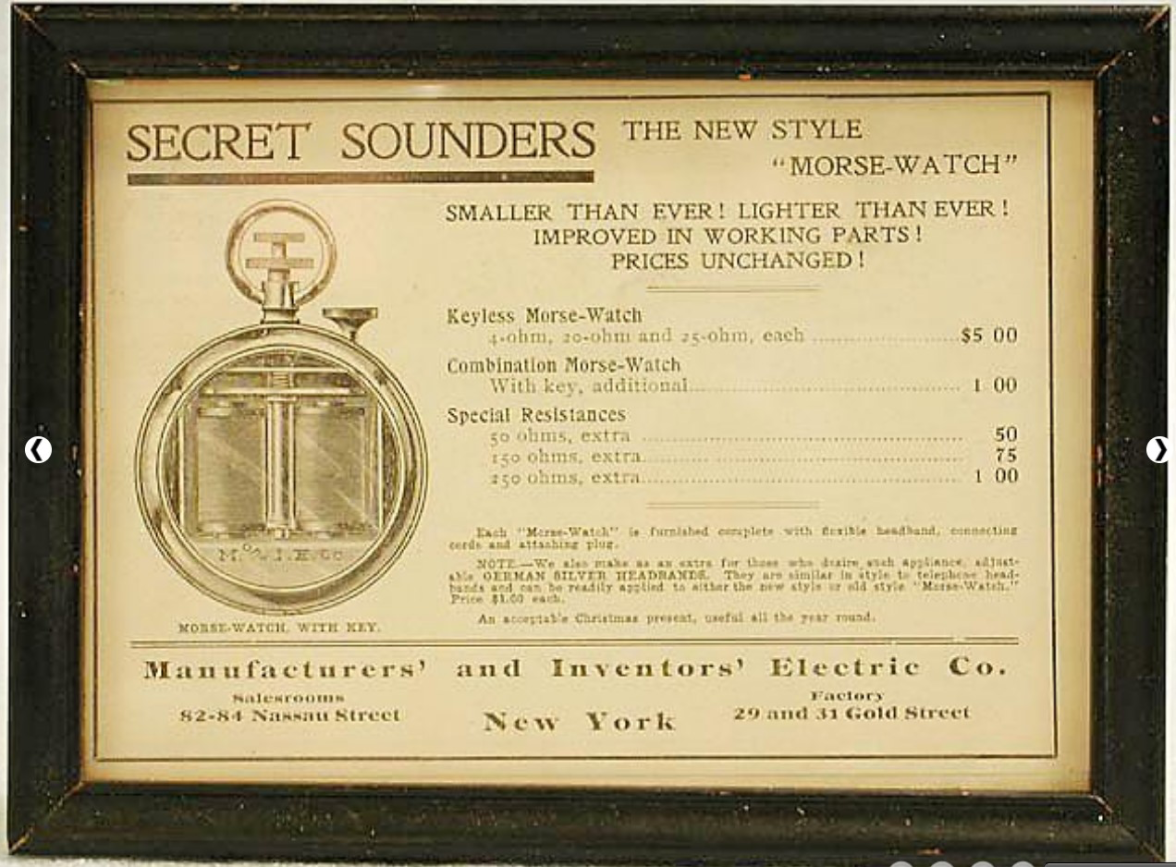 SECRET SOUNDERS
THE NEW STYLE
“MORSE-WATCH”
SMALLER THAN EVER! LIGHTER THAN EVER!
IMPROVED IN WORKING PARTS!
PRICES UNCHANGED!
Keyless Morse-Watch
4-ohm, 20-ohm and 25-ohm, each ................ $5 00
Combination Morse-Watch
With key, additional................ 1 00
Special Resistances
50 ohms, extra ................ 50
150 ohms, extra................ 75
250 ohms, extra................ 1 00
Each "Morse-Watch" is furnished complete with flexible headband, connecting
cords and attaching plug.
NOTE.—We also make as an extra for those who desire such appliance, adjust-
able GERMAN SILVER HEADBANDS. They are similar in style to telephone head-
bands and can be readily applied to either the new style or old style "Morse-Watch."
Price $1.00 each.
An acceptable Christmas present, useful all the year round.
M. & I. E. Co
MORSE-WATCH, WITH KEY.
Manufacturers' and Inventors' Electric Co.
Salesrooms
82-84 Nassau Street
New York
Factory
29 and 31 Gold Street